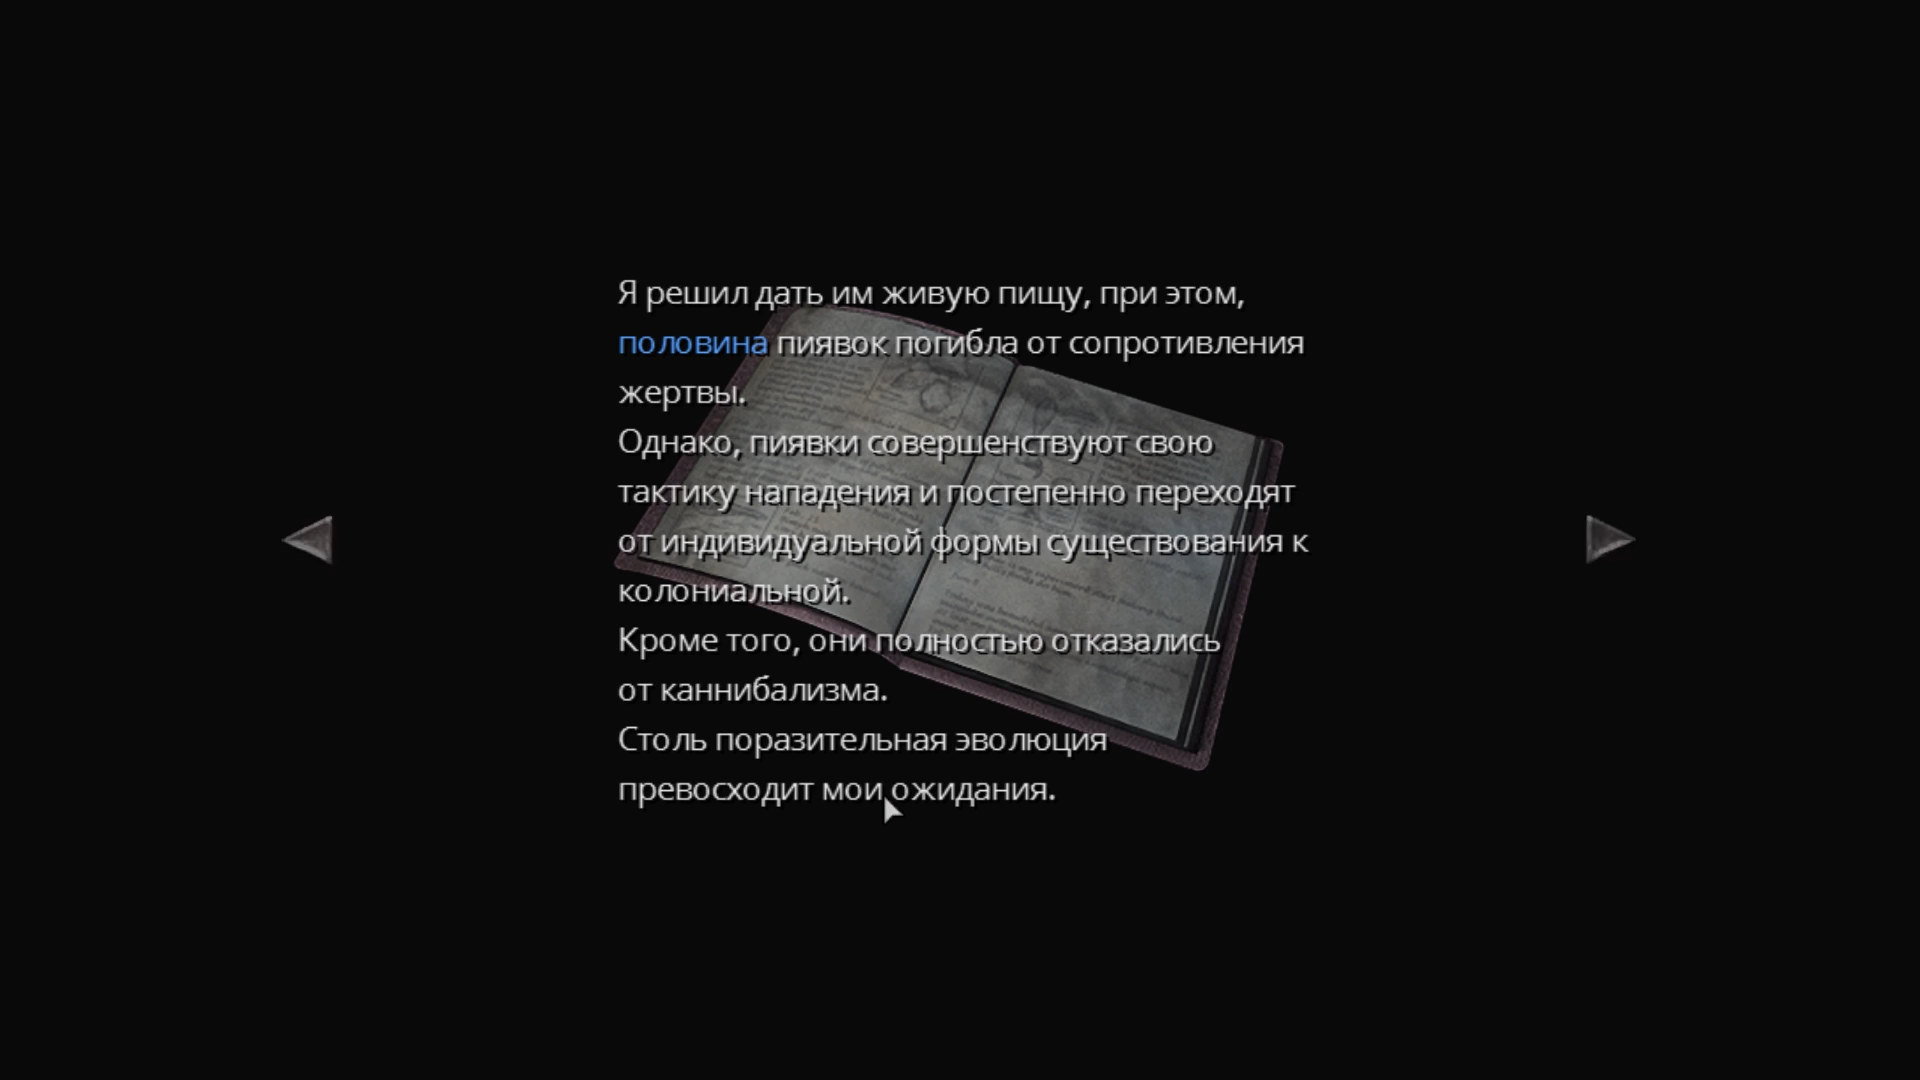 Я решил дать им живую пищу, при этом,
половина пиявок погибла от сопротивления
жертвы.
Однако, пиявки совершенствуют свою
тактику нападения и постепенно переходят
от индивидуальной формы существования к
колониальной.
Кроме того, они полностью отказались
от каннибализма.
Столь поразительная эволюция
превосходит мои ожидания.